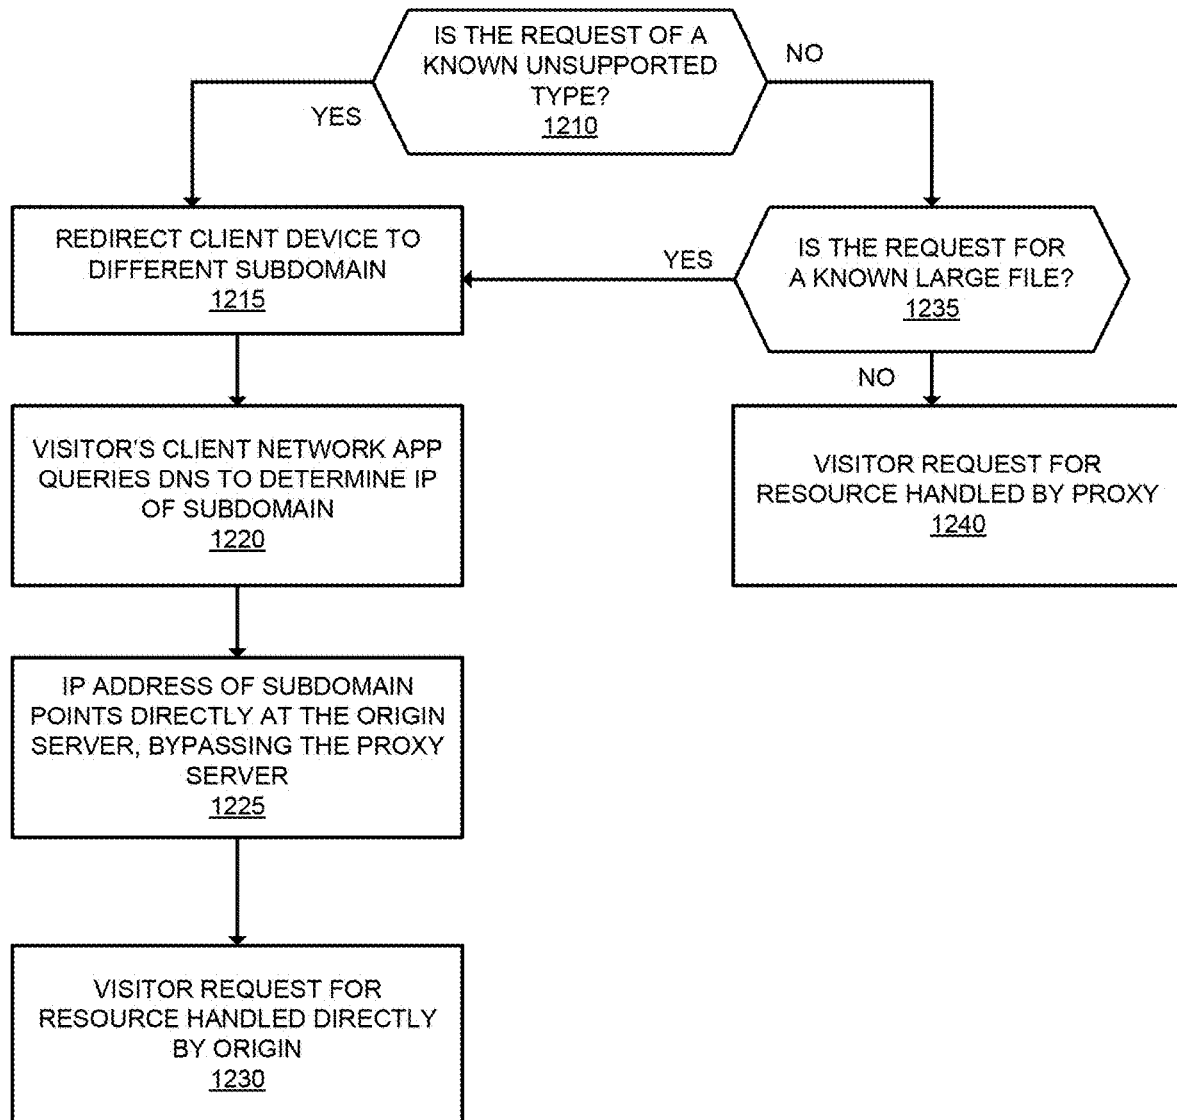 IS THE REQUEST OF A
KNOWN UNSUPPORTED
TYPE?
1210
YES
NO
REDIRECT CLIENT DEVICE TO
DIFFERENT SUBDOMAIN
1215
YES
IS THE REQUEST FOR
A KNOWN LARGE FILE?
1235
NO
VISITOR'S CLIENT NETWORK APP
QUERIES DNS TO DETERMINE IP
OF SUBDOMAIN
1220
VISITOR REQUEST FOR
RESOURCE HANDLED BY PROXY
1240
IP ADDRESS OF SUBDOMAIN
POINTS DIRECTLY AT THE ORIGIN
SERVER, BYPASSING THE PROXY
SERVER
1225
VISITOR REQUEST FOR
RESOURCE HANDLED DIRECTLY
BY ORIGIN
1230